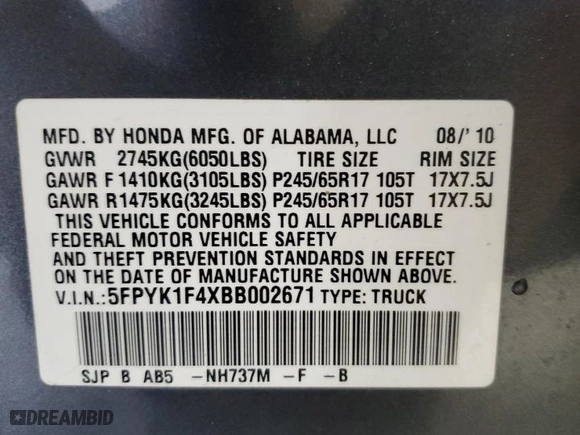 MFD. BY HONDA MFG. OF ALABAMA, LLC 08/'10
GVWR 2745KG(6050LBS) TIRE SIZE RIM SIZE
GAWR F1410KG(3105LBS) P245/65R17 105T 17X7.5J
GAWR R1475KG(3245LBS) P245/65R17 105T 17X7.5J
THIS VEHICLE CONFORMS TO ALL APPLICABLE
FEDERAL MOTOR VEHICLE SAFETY
AND THEFT PREVENTION STANDARDS IN EFFECT
ON THE DATE OF MANUFACTURE SHOWN ABOVE.
V.I.N.:5FPYK1F4XBB002671 TYPE: TRUCK
SJP B AB5 -NH737M -F -B
DREAMBID